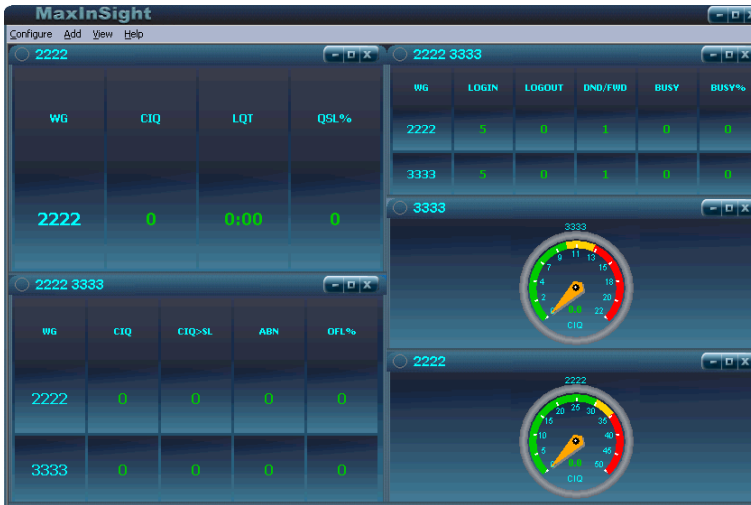 MaxInSight
Configure Add View Help
2222
WG CIQ LQT QSL%
2222 0 0:00 0
2222 3333
WG CIQ CIQ>SL ABN OFL%
2222 0 0 0 0
3333 0 0 0 0
2222 3333
WG LOGIN LOGOUT DND/FWD BUSY BUSY%
2222 5 0 1 0 0
3333 5 0 1 0 0
3333
3333
0 2 4 7 9 11 13 15 18 20 22
0.0
CIQ
2222
2222
0 5 10 15 20 25 30 35 40 45 50
0.0
CIQ